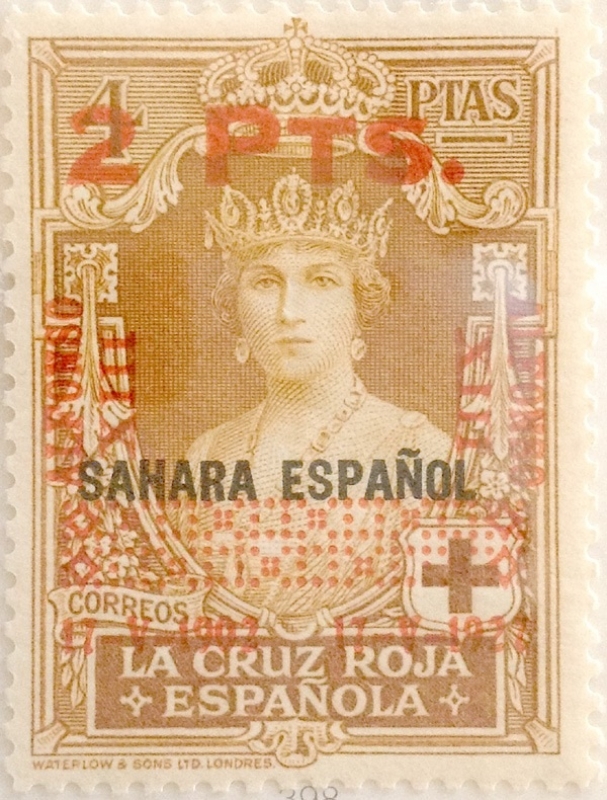 4 PTAS
2 PTS.
SAHARA ESPAÑOL
CORREOS
17-V-1902 17-V-1927
LA CRUZ ROJA
ESPAÑOLA
WATERLOW & SONS LTD. LONDRES.
398